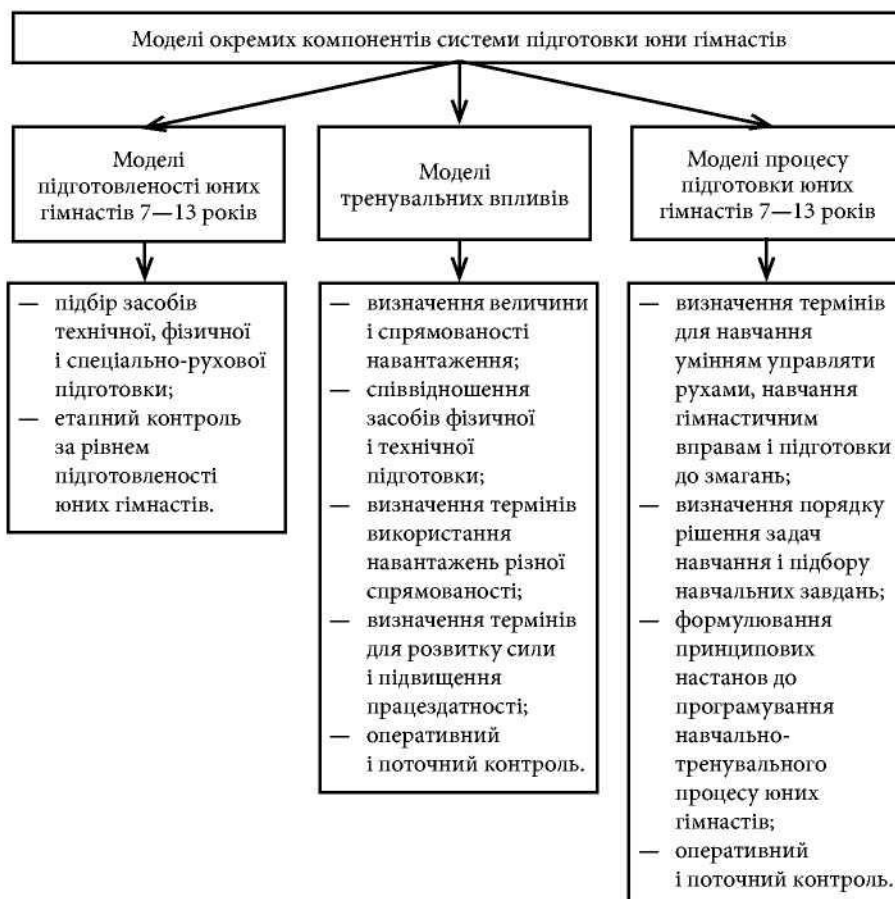 Моделі окремих компонентів системи підготовки юни гімнастів
Моделі
підготовленості юних
гімнастів 7—13 років
Моделі
тренувальних впливів
Моделі процесу
підготовки юних
гімнастів 7—13 років
— підбір засобів
технічної, фізичної
і спеціально-рухової
підготовки;
— етапний контроль
за рівнем
підготовленості
юних гімнастів.
— визначення величини
і спрямованості
навантаження;
— співвідношення
засобів фізичної
і технічної
підготовки;
— визначення термінів
використання
навантажень різної
спрямованості;
— визначення термінів
для розвитку сили
і підвищення
працездатності;
— оперативний
і поточний контроль.
— визначення термінів
для навчання
умінням управляти
рухами, навчання
гімнастичним
вправам і підготовки
до змагань;
— визначення порядку
рішення задач
навчання і підбору
навчальних завдань;
— формулювання
принципових
настанов до
програмування
навчально-
тренувального
процесу юних
гімнастів;
— оперативний
і поточний контроль.